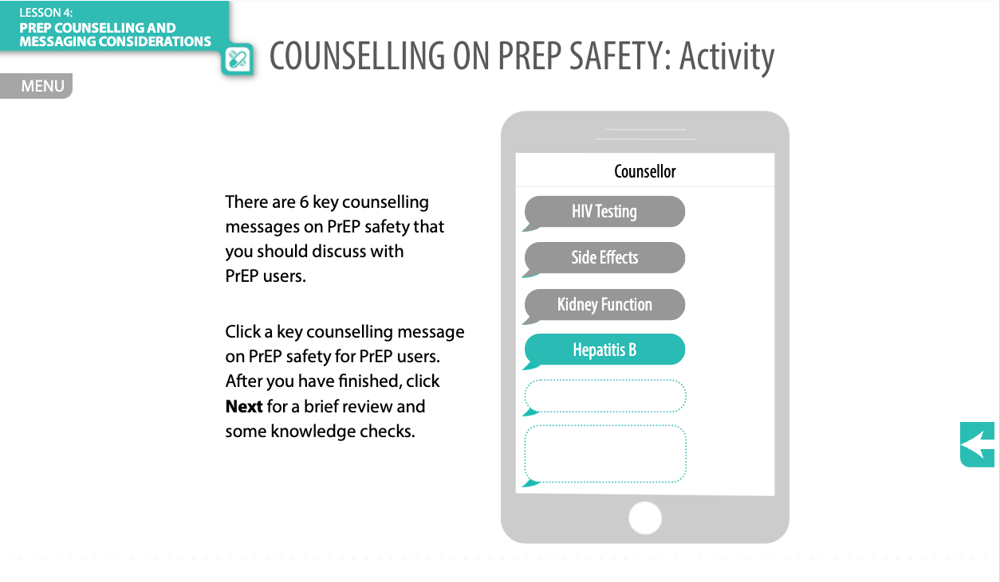 LESSON 4:
PREP COUNSELLING AND
MESSAGING CONSIDERATIONS
COUNSELLING ON PREP SAFETY: Activity
MENU
There are 6 key counselling
messages on PrEP safety that
you should discuss with
PrEP users.
Click a key counselling message
on PrEP safety for PrEP users.
After you have finished, click
Next for a brief review and
some knowledge checks.
Counsellor
HIV Testing
Side Effects
Kidney Function
Hepatitis B